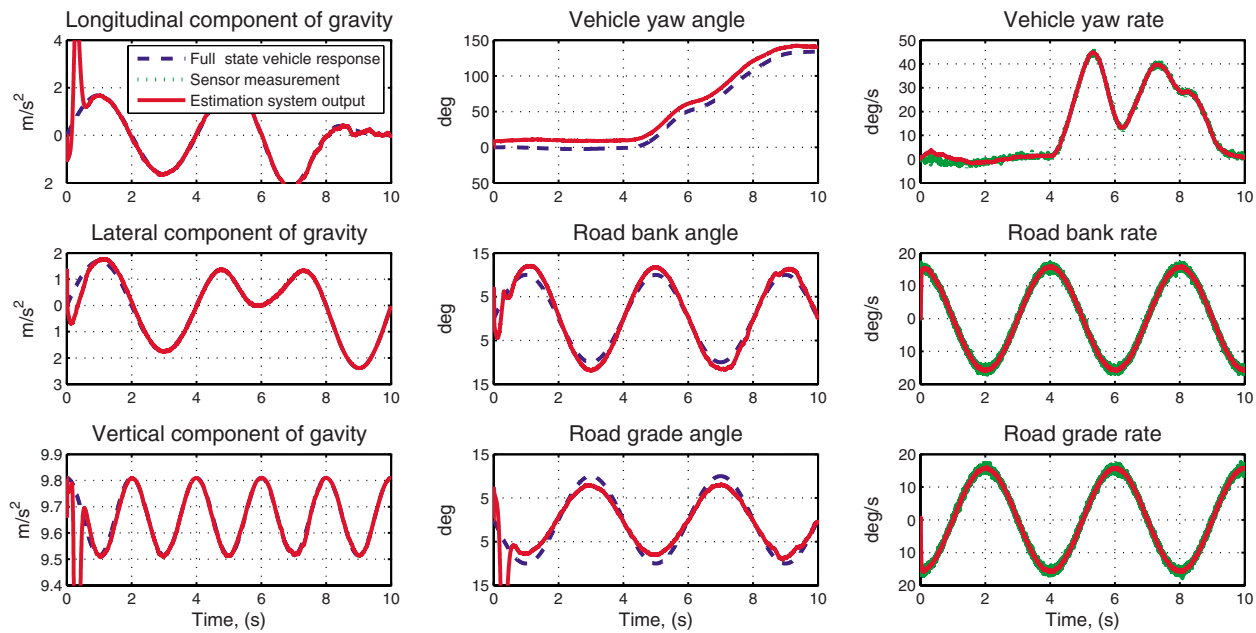 Longitudinal component of gravity
4
2
0
2
m/s²
0 2 4 6 8 10
Full state vehicle response
Sensor measurement
Estimation system output
Vehicle yaw angle
150
100
50
0
50
deg
0 2 4 6 8 10
Vehicle yaw rate
50
40
30
20
10
0
10
deg/s
0 2 4 6 8 10
Lateral component of gravity
2
1
0
1
2
3
m/s²
0 2 4 6 8 10
Road bank angle
15
5
5
15
deg
0 2 4 6 8 10
Road bank rate
20
10
0
10
20
deg/s
0 2 4 6 8 10
Vertical component of gavity
9.9
9.8
9.7
9.6
9.5
9.4
m/s²
0 2 4 6 8 10
Time, (s)
Road grade angle
15
5
5
15
deg
0 2 4 6 8 10
Time, (s)
Road grade rate
20
10
0
10
20
deg/s
0 2 4 6 8 10
Time, (s)